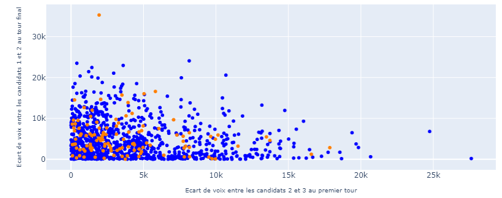 Ecart de voix entre les candidats 1 et 2 au tour final
30k
20k
10k
0
0
5k
10k
15k
20k
25k
Ecart de voix entre les candidats 2 et 3 au premier tour